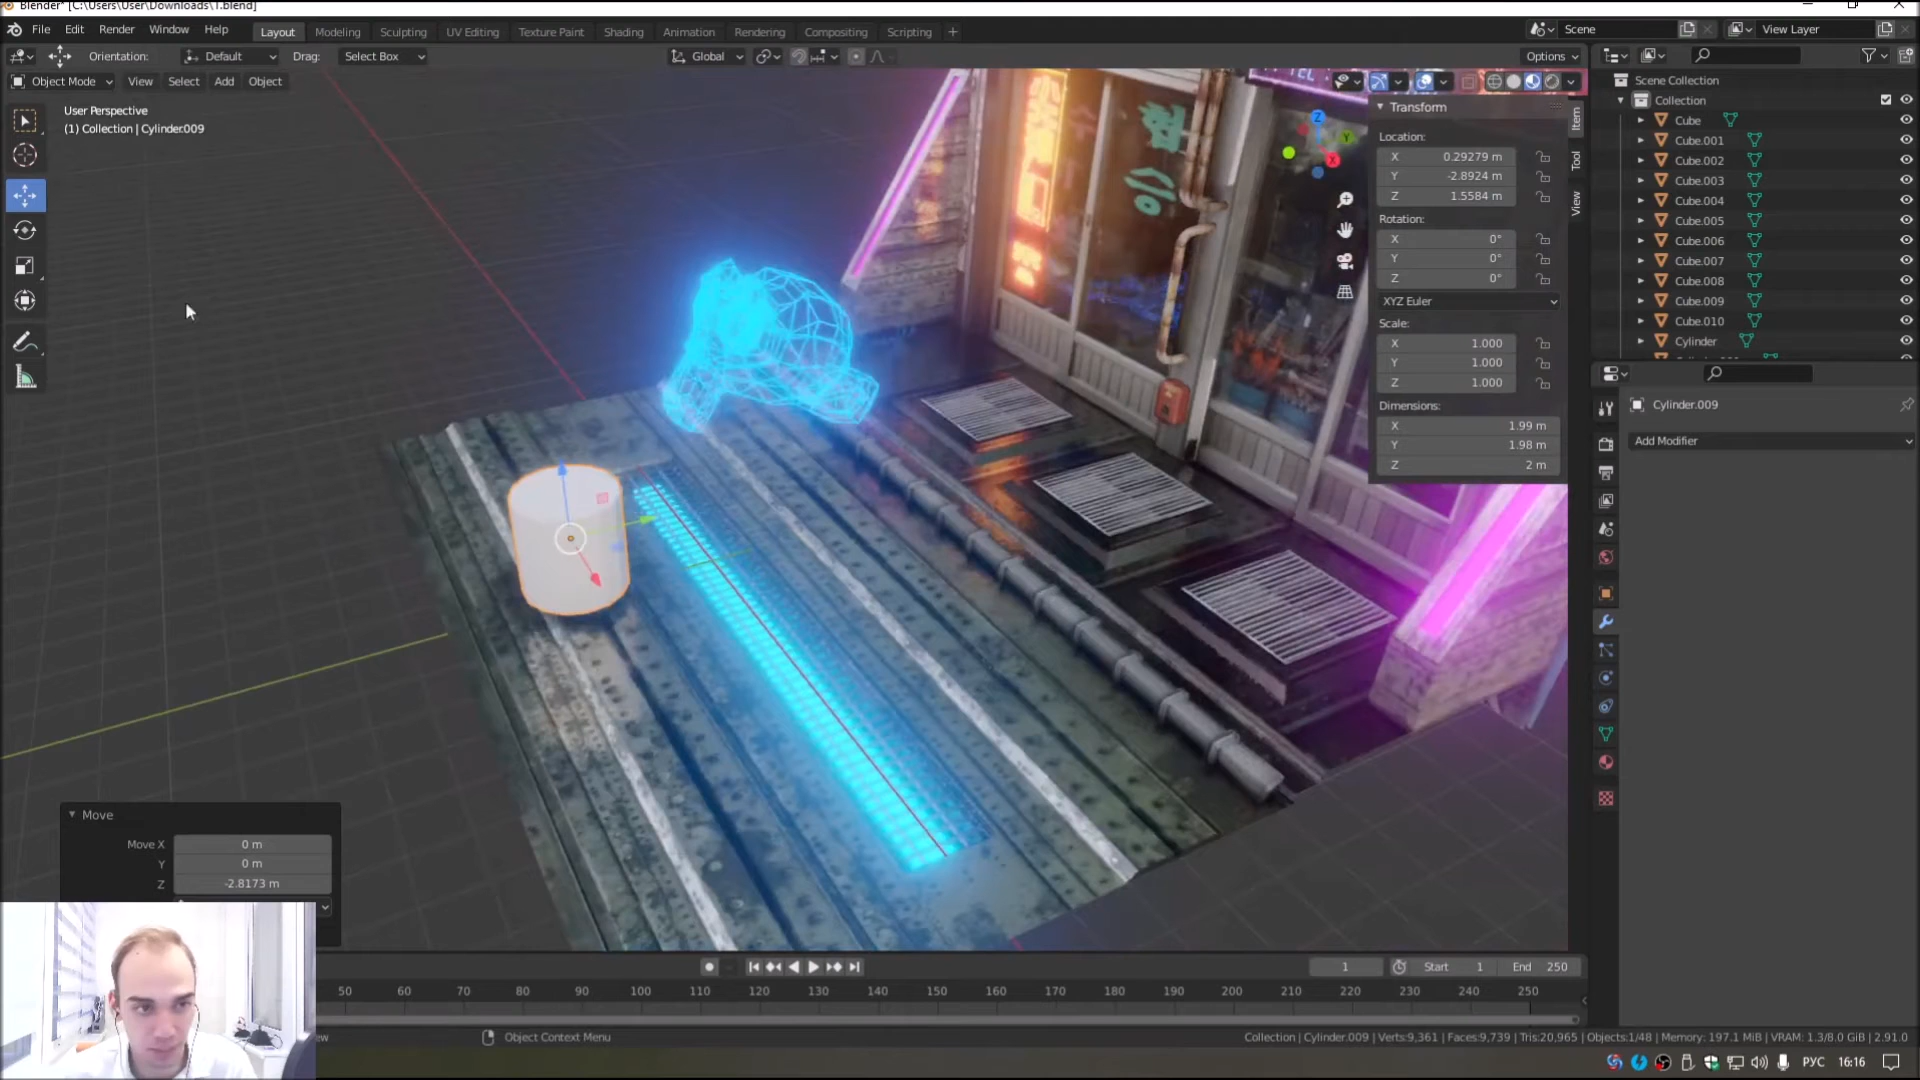 Blender* [C:\Users\User\Downloads\1.blend]
File Edit Render Window Help
Layout Modeling Sculpting UV Editing Texture Paint Shading Animation Rendering Compositing Scripting +
Scene
View Layer
Orientation: Default Drag: Select Box
Global
Options
Object Mode View Select Add Object
User Perspective
(1) Collection | Cylinder.009
Transform
Location:
X 0.29279 m
Y -2.8924 m
Z 1.5584 m
Rotation:
X 0°
Y 0°
Z 0°
XYZ Euler
Scale:
X 1.000
Y 1.000
Z 1.000
Dimensions:
X 1.99 m
Y 1.98 m
Z 2 m
Item
Tool
View
Z
Y
X
Scene Collection
Collection
Cube
Cube.001
Cube.002
Cube.003
Cube.004
Cube.005
Cube.006
Cube.007
Cube.008
Cube.009
Cube.010
Cylinder
Cylinder.009
Add Modifier
Move
Move X 0 m
Y 0 m
Z -2.8173 m
1 Start 1 End 250
50 60 70 80 90 100 110 120 130 140 150 160 170 180 190 200 210 220 230 240 250
Object Context Menu
Collection | Cylinder.009 | Verts:9,361 | Faces:9,739 | Tris:20,965 | Objects:1/48 | Memory: 197.1 MiB | VRAM: 1.3/8.0 GiB | 2.91.0
РУС 16:16